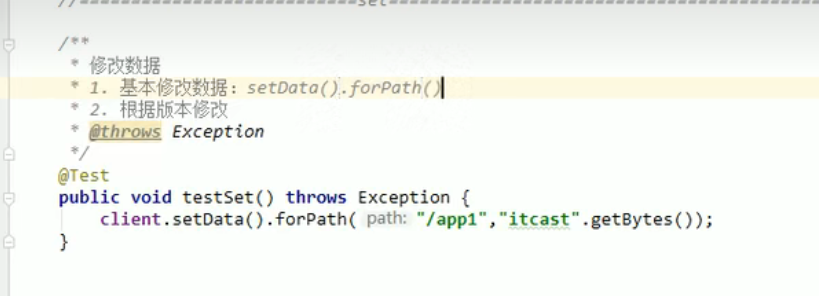 //----------------------------set----------------------------------------------
/**
 * 修改数据
 * 1. 基本修改数据：setData().forPath()
 * 2. 根据版本修改
 * @throws Exception
 */
@Test
public void testSet() throws Exception {
    client.setData().forPath( path: "/app1","itcast".getBytes());
}